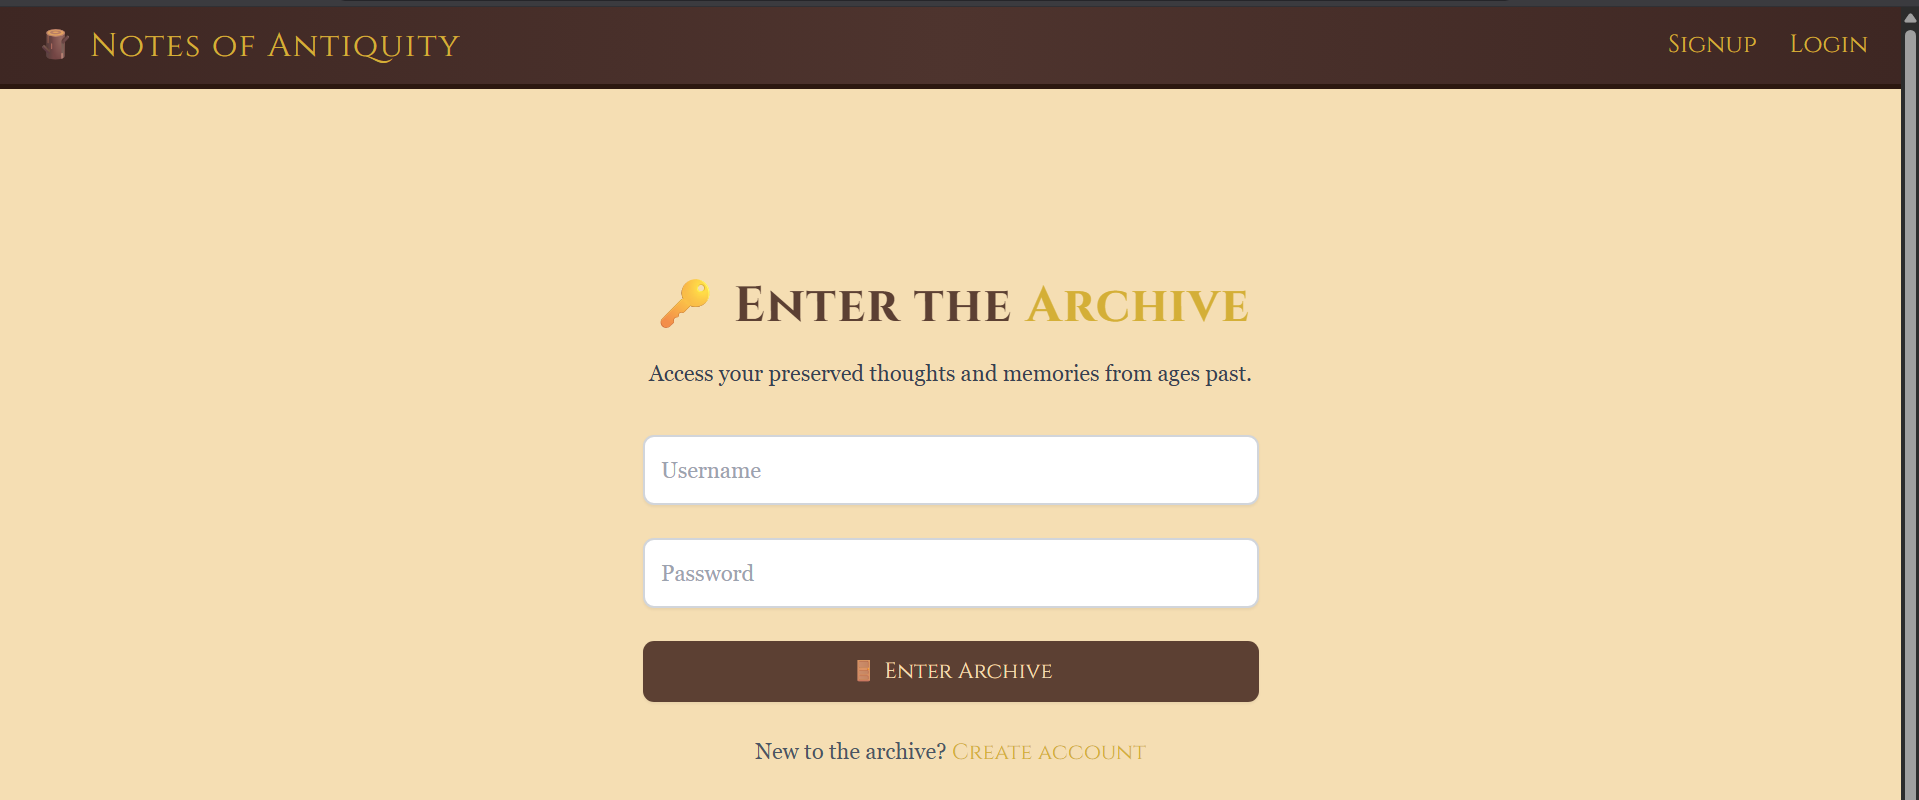 Notes of Antiquity
Signup Login
Enter the Archive
Access your preserved thoughts and memories from ages past.
Username
Password
Enter Archive
New to the archive? Create account